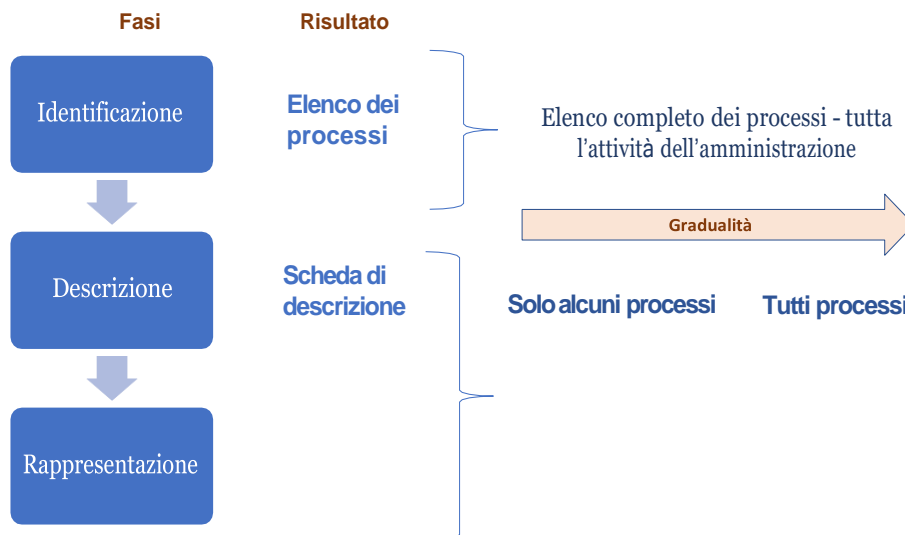 Fasi
Risultato
Identificazione
Elenco dei
processi
Elenco completo dei processi - tutta
l'attività dell'amministrazione
Gradualità
Descrizione
Scheda di
descrizione
Solo alcuni processi
Tutti processi
Rappresentazione